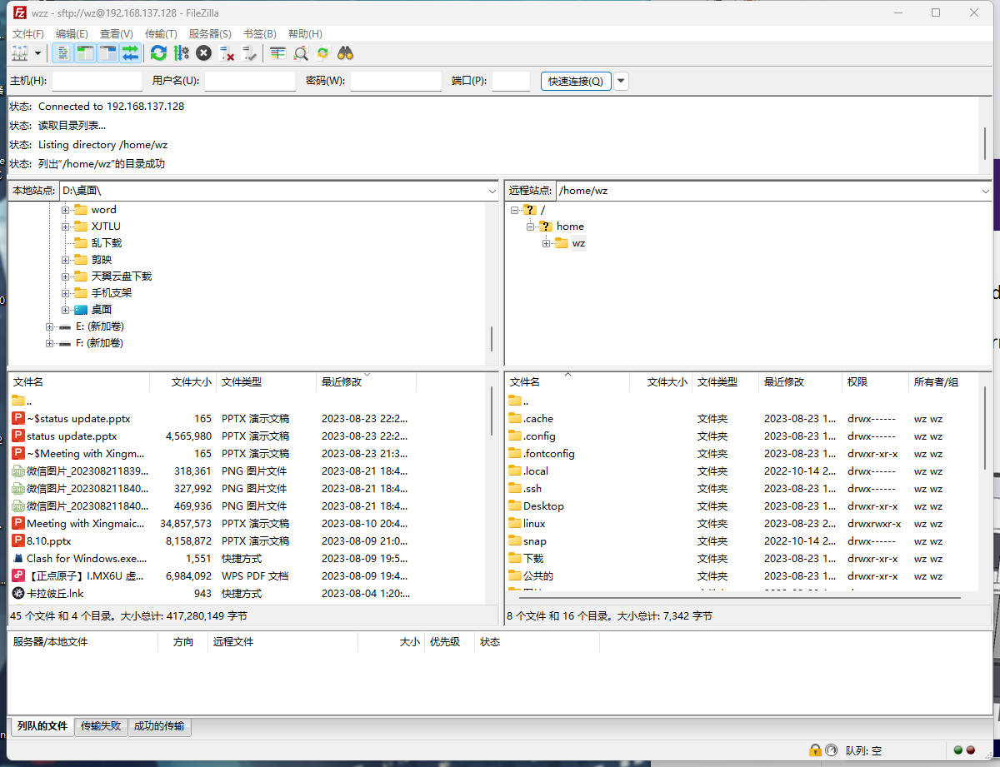 wzz - sftp://wz@192.168.137.128 - FileZilla
文件(F) 编辑(E) 查看(V) 传输(T) 服务器(S) 书签(B) 帮助(H)
主机(H): 用户名(U): 密码(W): 端口(P): 快速连接(Q)
状态: Connected to 192.168.137.128
状态: 读取目录列表...
状态: Listing directory /home/wz
状态: 列出"/home/wz"的目录成功
本地站点: D:\桌面\
word
XJTLU
乱下载
剪映
天翼云盘下载
手机支架
桌面
E: (新加卷)
F: (新加卷)
远程站点: /home/wz
/
home
wz
文件名 文件大小 文件类型 最近修改
..
~$status update.pptx 165 PPTX 演示文稿 2023-08-23 22:2...
status update.pptx 4,565,980 PPTX 演示文稿 2023-08-23 22:2...
~$Meeting with Xingm... 165 PPTX 演示文稿 2023-08-23 21:3...
微信图片_202308211839... 318,361 PNG 图片文件 2023-08-21 18:4...
微信图片_202308211840... 327,992 PNG 图片文件 2023-08-21 18:4...
微信图片_202308211840... 469,936 PNG 图片文件 2023-08-21 18:4...
Meeting with Xingmaic... 34,857,573 PPTX 演示文稿 2023-08-10 20:4...
8.10.pptx 8,158,872 PPTX 演示文稿 2023-08-09 21:0...
Clash for Windows.exe.... 1,551 快捷方式 2023-08-09 19:5...
【正点原子】I.MX6U 虚... 6,984,092 WPS PDF 文档 2023-08-09 19:4...
卡拉彼丘.lnk 943 快捷方式 2023-08-04 1:20:...
45 个文件 和 4 个目录。大小总计: 417,280,149 字节
文件名 文件大小 文件类型 最近修改 权限 所有者/组
..
.cache 文件夹 2023-08-23 1... drwx------ wz wz
.config 文件夹 2023-08-23 1... drwx------ wz wz
.fontconfig 文件夹 2023-08-23 1... drwxr-xr-x wz wz
.local 文件夹 2022-10-14 2... drwx------ wz wz
.ssh 文件夹 2023-08-23 1... drwx------ wz wz
Desktop 文件夹 2023-08-23 1... drwxr-xr-x wz wz
linux 文件夹 2023-08-23 2... drwxrwxr-x wz wz
snap 文件夹 2022-10-14 2... drwx------ wz wz
下载 文件夹 2023-08-23 1... drwxr-xr-x wz wz
公共的 文件夹 2023-08-23 1... drwxr-xr-x wz wz
8 个文件 和 16 个目录。大小总计: 7,342 字节
服务器/本地文件 方向 远程文件 大小 优先级 状态
列队的文件 传输失败 成功的传输
队列: 空